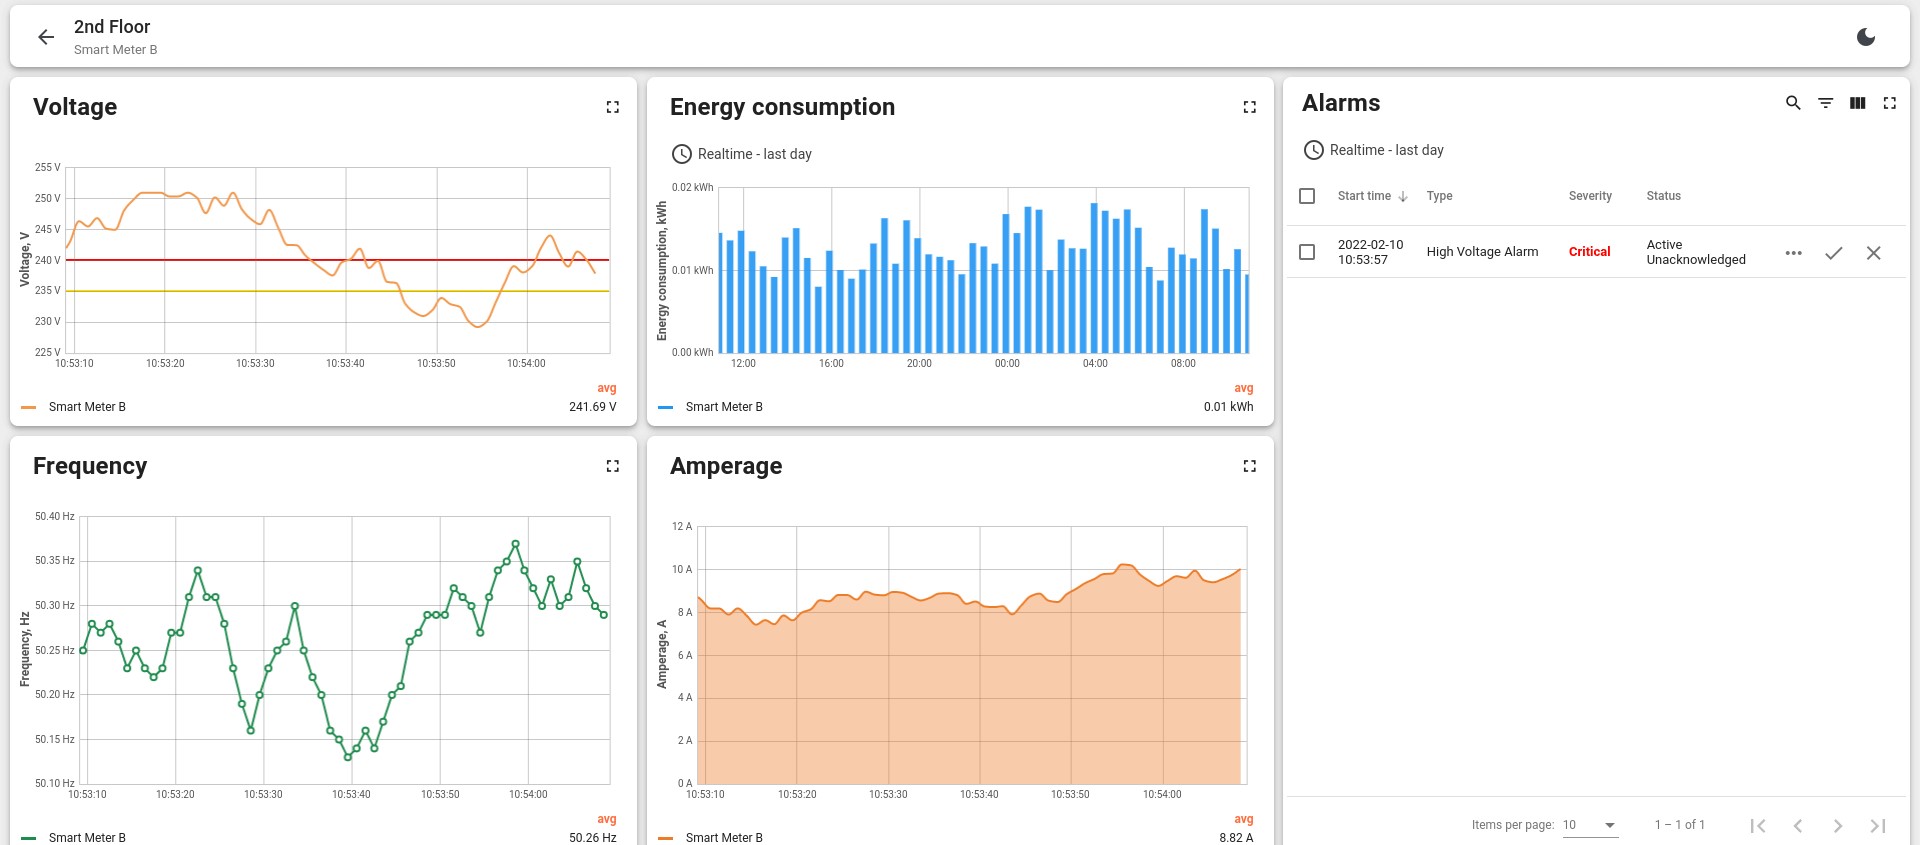 2nd Floor
Smart Meter B
Voltage
Voltage, V
255 V
250 V
245 V
240 V
235 V
230 V
225 V
10:53:10 10:53:20 10:53:30 10:53:40 10:53:50 10:54:00
avg
Smart Meter B 241.69 V
Energy consumption
Realtime - last day
Energy consumption, kWh
0.02 kWh
0.01 kWh
0.00 kWh
12:00 16:00 20:00 00:00 04:00 08:00
avg
Smart Meter B 0.01 kWh
Alarms
Realtime - last day
Start time Type Severity Status
2022-02-10
10:53:57
High Voltage Alarm
Critical
Active
Unacknowledged
Items per page: 10 1 – 1 of 1
Frequency
Frequency, Hz
50.40 Hz
50.35 Hz
50.30 Hz
50.25 Hz
50.20 Hz
50.15 Hz
50.10 Hz
10:53:10 10:53:20 10:53:30 10:53:40 10:53:50 10:54:00
avg
Smart Meter B 50.26 Hz
Amperage
Amperage, A
12 A
10 A
8 A
6 A
4 A
2 A
0 A
10:53:10 10:53:20 10:53:30 10:53:40 10:53:50 10:54:00
avg
Smart Meter B 8.82 A